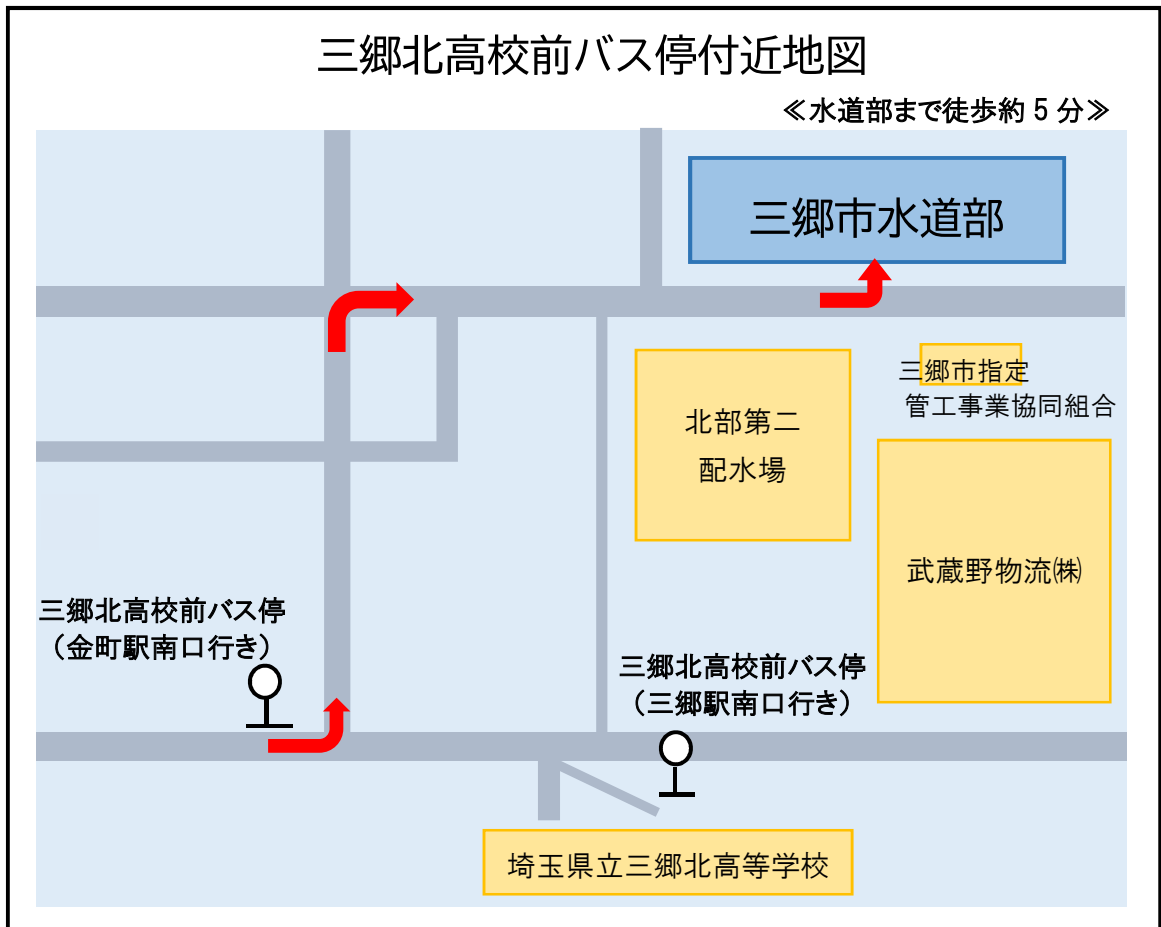 三郷北高校前バス停付近地図
≪水道部まで徒歩約 5 分≫
三郷市水道部
三郷市指定
管工事業協同組合
北部第二
配水場
武蔵野物流㈱
三郷北高校前バス停
（金町駅南口行き）
三郷北高校前バス停
（三郷駅南口行き）
埼玉県立三郷北高等学校